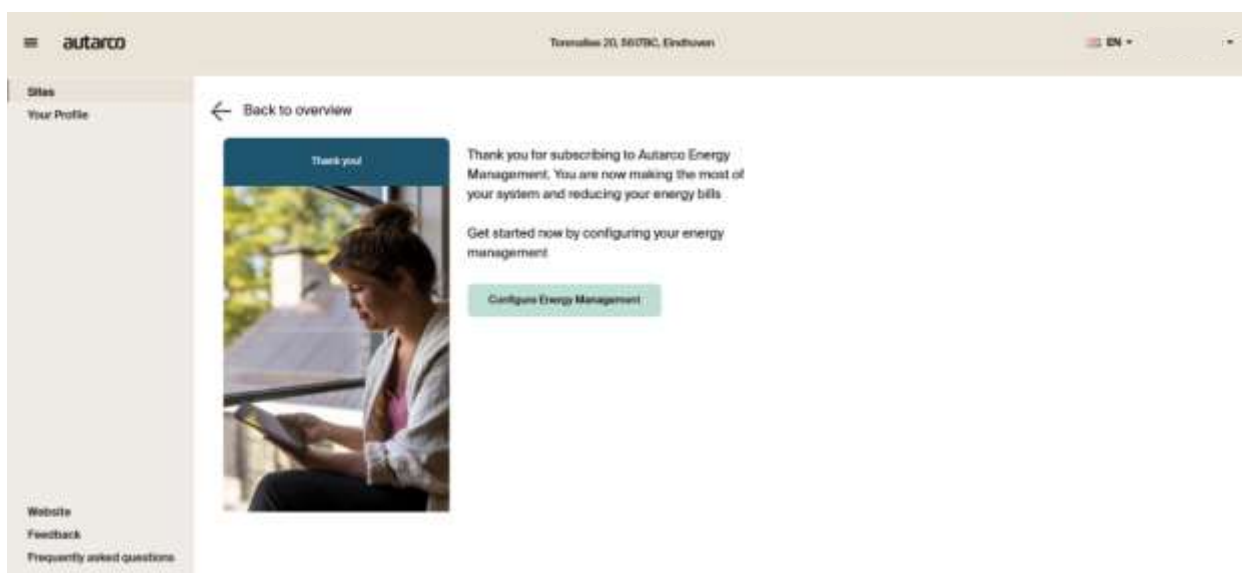 autarco
20, Eindhoven
EN
Sites
Your Profile
Back to overview
Thank you!
Thank you for subscribing to Autarco Energy
Management. You are now making the most of
your system and reducing your energy bills
Get started now by configuring your energy
management
Configure Energy Management
Website
Feedback
Frequently asked questions